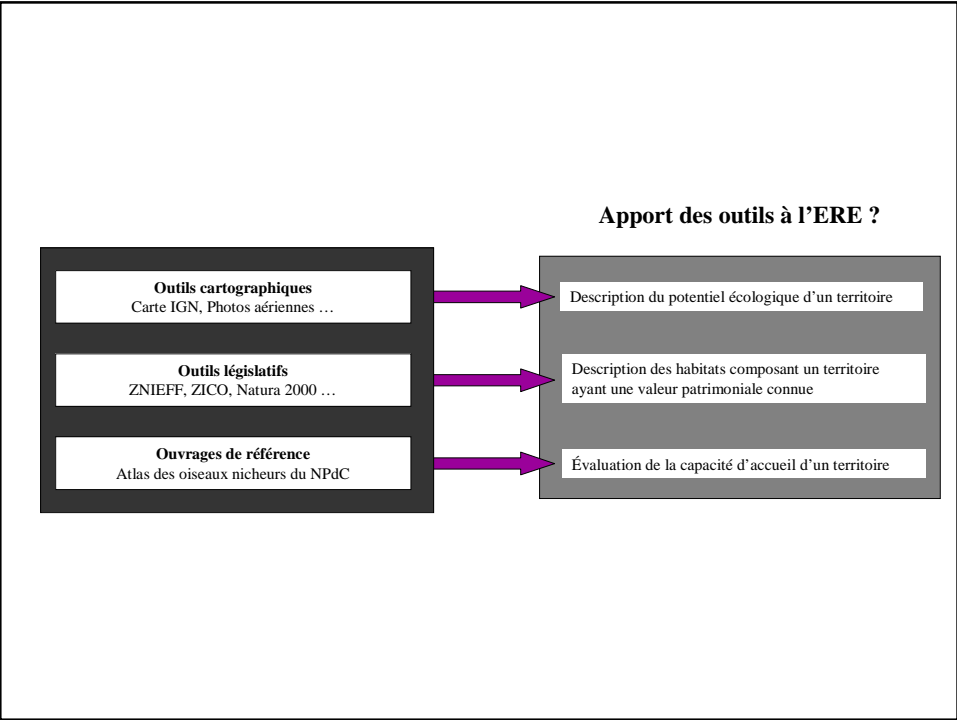 Apport des outils à l’ERE ?
Outils cartographiques
Carte IGN, Photos aériennes …
Description du potentiel écologique d’un territoire
Outils législatifs
ZNIEFF, ZICO, Natura 2000 …
Description des habitats composant un territoire
ayant une valeur patrimoniale connue
Ouvrages de référence
Atlas des oiseaux nicheurs du NPdC
Évaluation de la capacité d’accueil d’un territoire